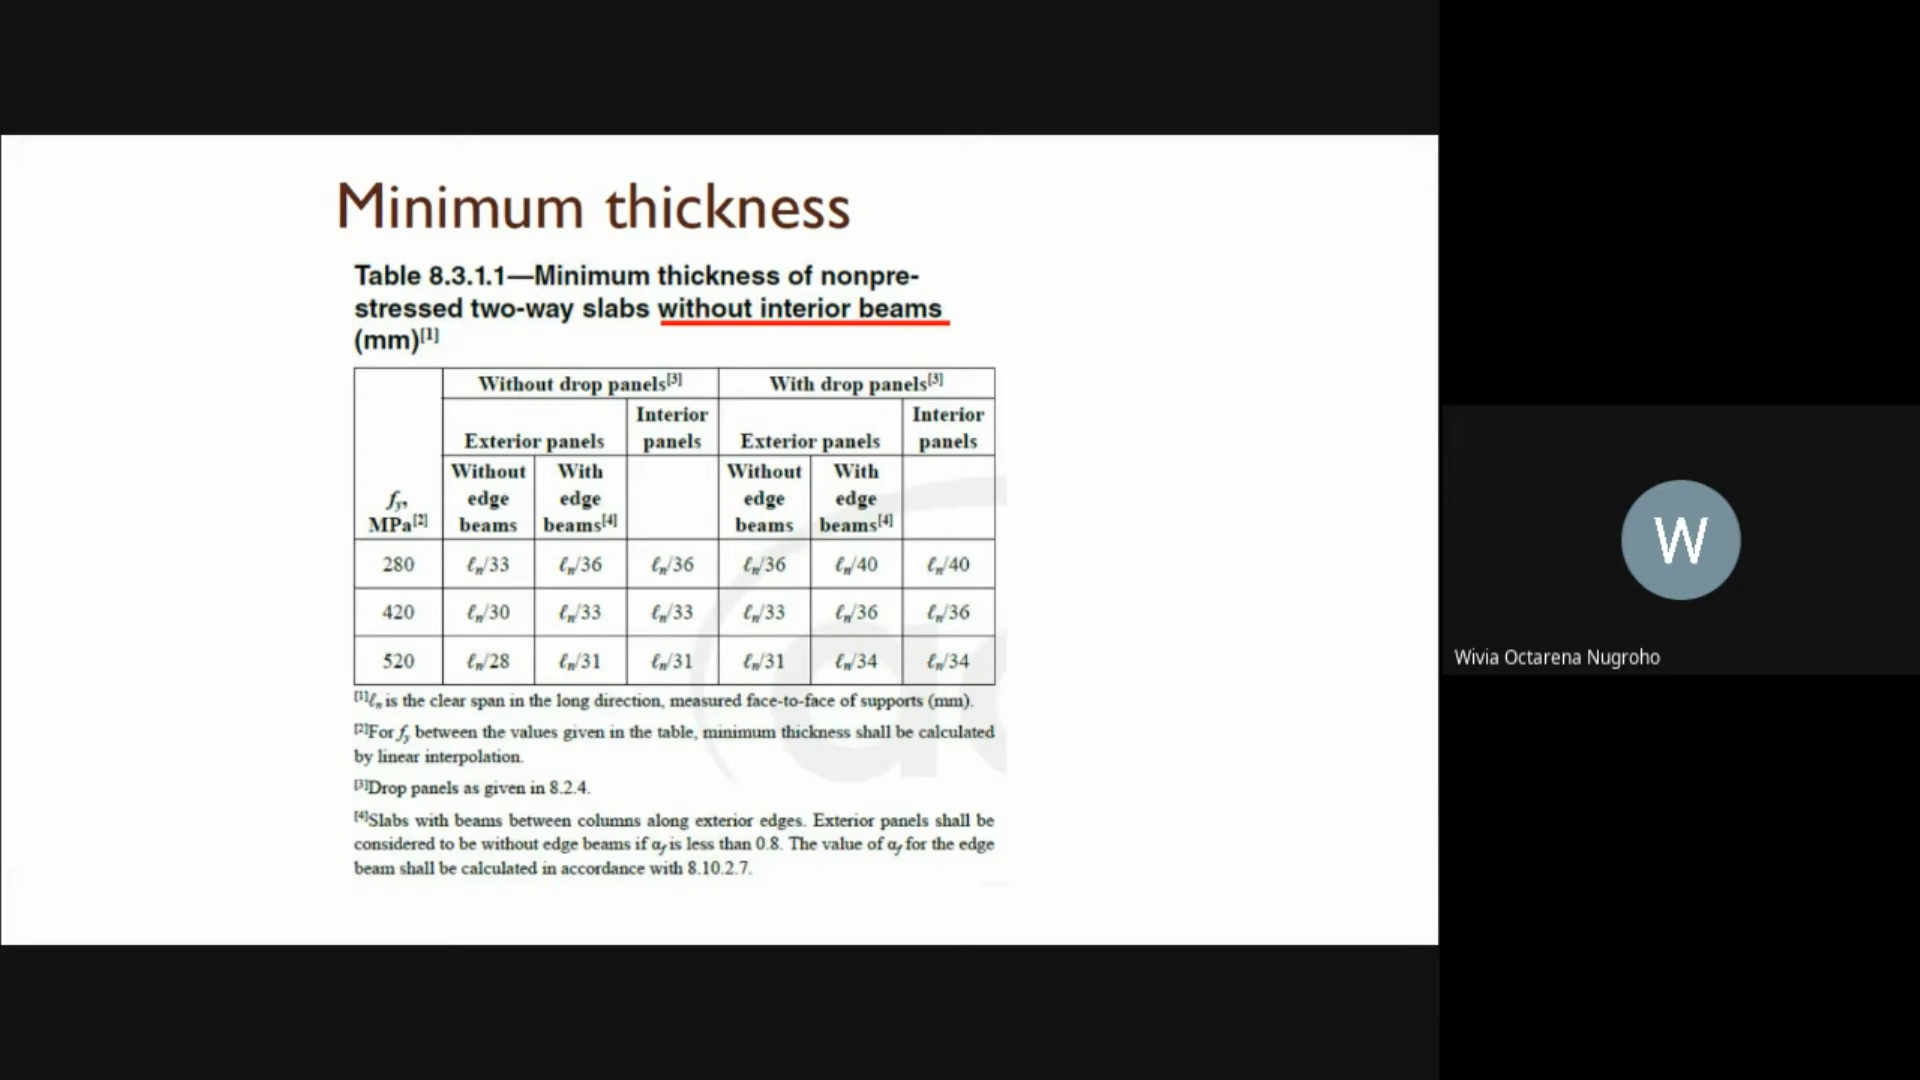 Minimum thickness
Table 8.3.1.1—Minimum thickness of nonpre-
stressed two-way slabs without interior beams
(mm)[1]
Without drop panels[3] With drop panels[3]
Exterior panels Interior panels Exterior panels Interior panels
fy, MPa[2] Without edge beams With edge beams[4] Without edge beams With edge beams[4]
280 ℓn/33 ℓn/36 ℓn/36 ℓn/36 ℓn/40 ℓn/40
420 ℓn/30 ℓn/33 ℓn/33 ℓn/33 ℓn/36 ℓn/36
520 ℓn/28 ℓn/31 ℓn/31 ℓn/31 ℓn/34 ℓn/34
[1]ℓn is the clear span in the long direction, measured face-to-face of supports (mm).
[2]For fy between the values given in the table, minimum thickness shall be calculated
by linear interpolation.
[3]Drop panels as given in 8.2.4.
[4]Slabs with beams between columns along exterior edges. Exterior panels shall be
considered to be without edge beams if αf is less than 0.8. The value of αf for the edge
beam shall be calculated in accordance with 8.10.2.7.
W
Wivia Octarena Nugroho